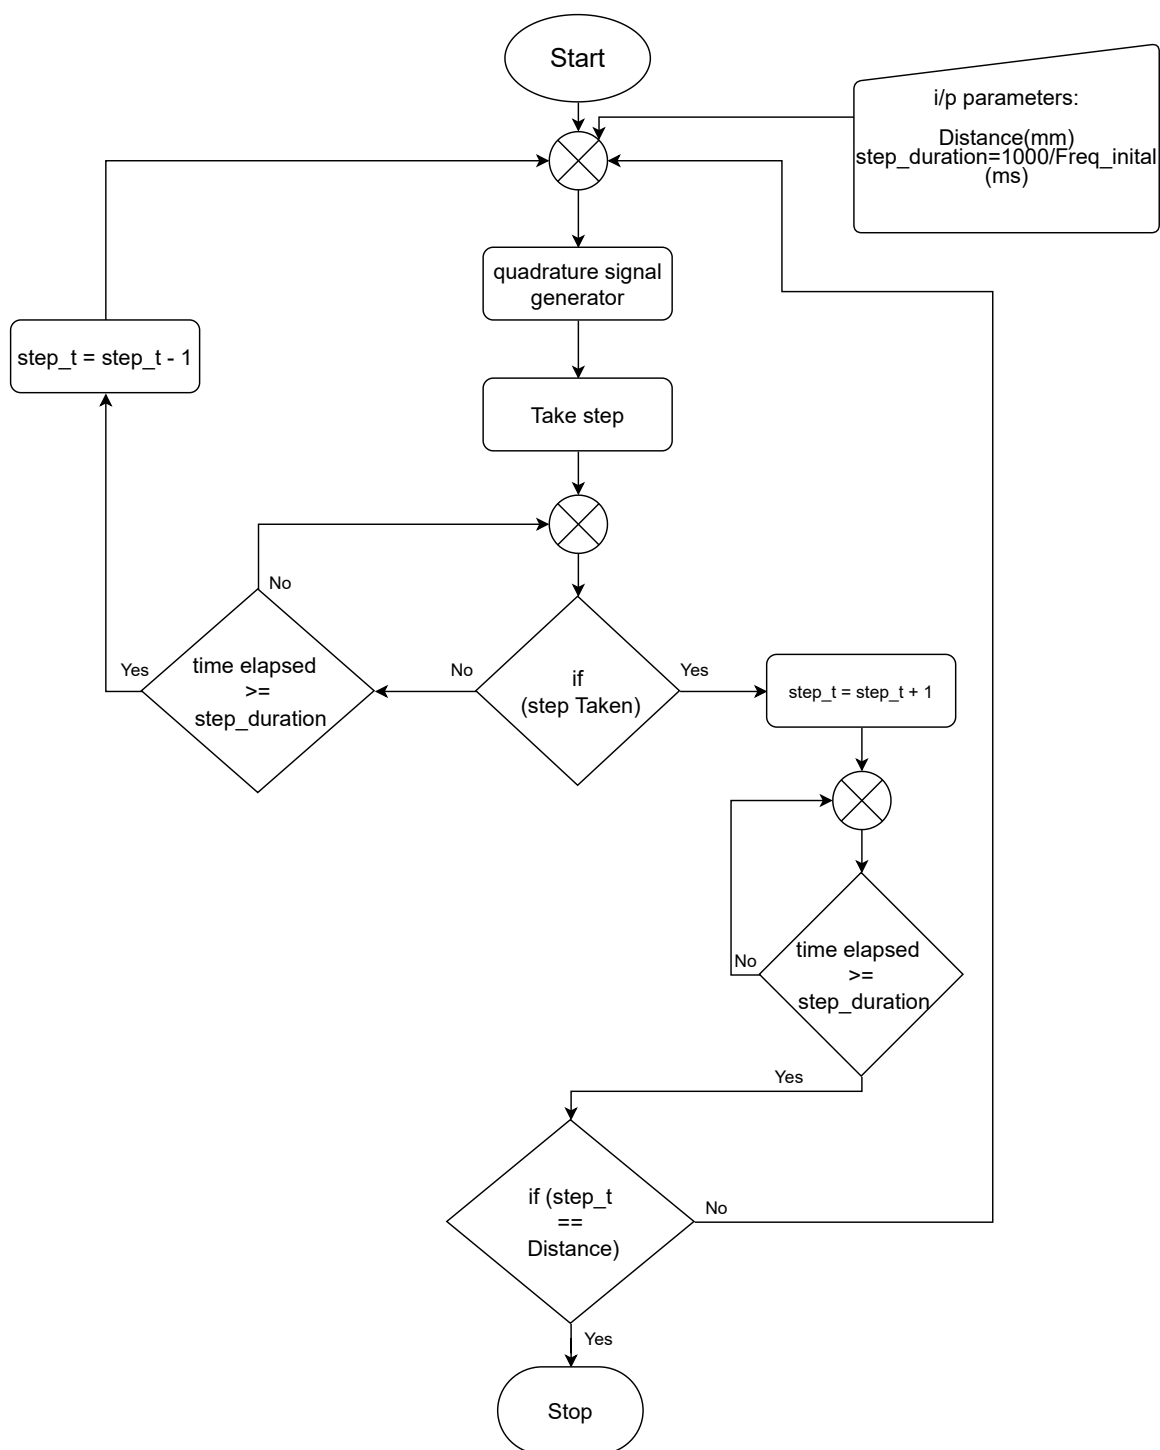 Start
i/p parameters:
Distance(mm)
step_duration=1000/Freq_inital
(ms)
quadrature signal
generator
step_t = step_t - 1
Take step
No
Yes
time elapsed
>=
step_duration
No
if
(step Taken)
Yes
step_t = step_t + 1
time elapsed
>=
step_duration
No
Yes
if (step_t
==
Distance)
No
Yes
Stop